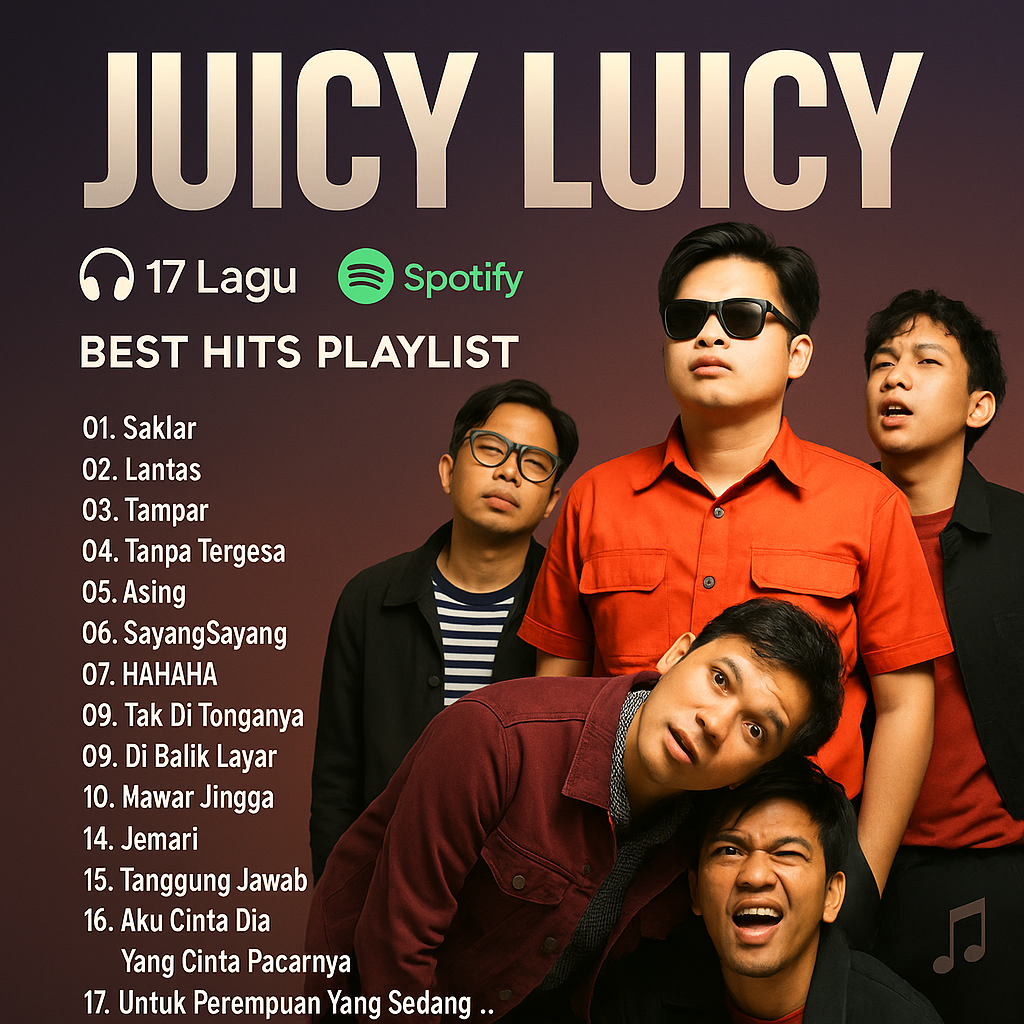 JUICY LUICY
17 Lagu
Spotify
BEST HITS PLAYLIST
01. Saklar
02. Lantas
03. Tampar
04. Tanpa Tergesa
05. Asing
06. SayangSayang
07. HAHAHA
09. Tak Di Tonganya
09. Di Balik Layar
10. Mawar Jingga
14. Jemari
15. Tanggung Jawab
16. Aku Cinta Dia
Yang Cinta Pacarnya
17. Untuk Perempuan Yang Sedang ..